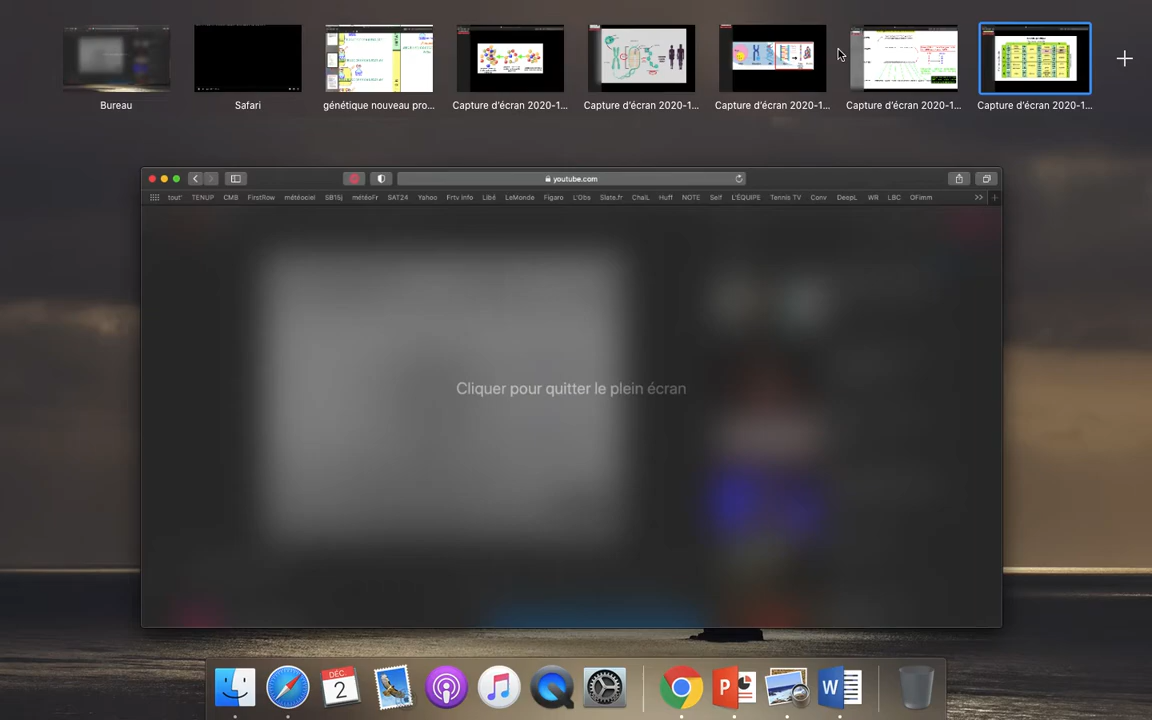 Bureau
Safari
génétique nouveau pro...
Capture d'écran 2020-1...
Capture d'écran 2020-1...
Capture d'écran 2020-1...
Capture d'écran 2020-1...
Capture d'écran 2020-1...
youtube.com
tout' TENUP CMB FirstRow météociel SB15j météoFr SAT24 Yahoo Frtv info Libé LeMonde Figaro L'Obs Slate.fr ChalL Huff NOTE Self L'ÉQUIPE Tennis TV Conv DeepL WR LBC OFimm
Cliquer pour quitter le plein écran
DÉC
2
P
W